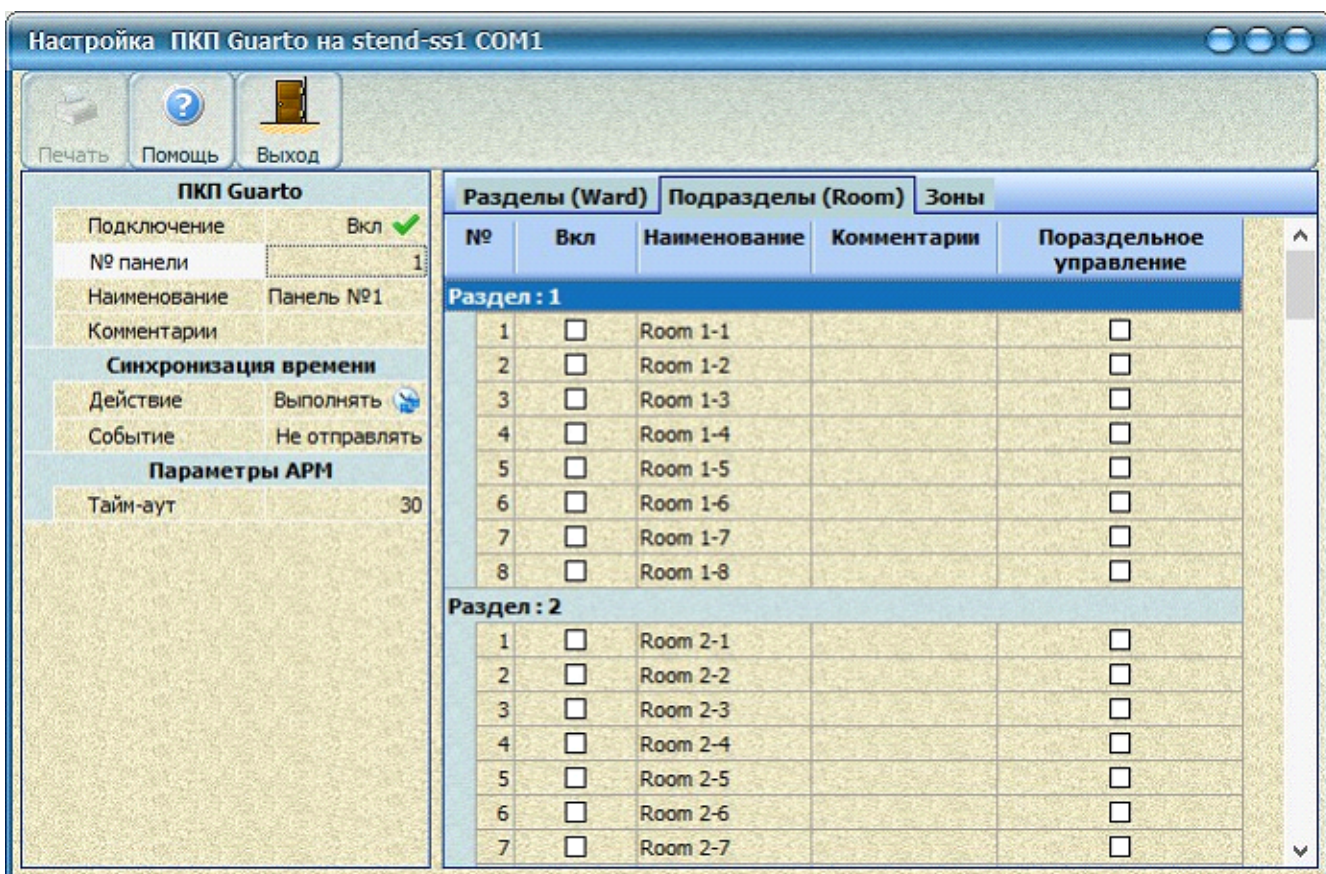 Настройка ПКП Guarto на stend-ss1 COM1
Печать Помощь Выход
ПКП Guarto
Подключение Вкл
№ панели 1
Наименование Панель №1
Комментарии
Синхронизация времени
Действие Выполнять
Событие Не отправлять
Параметры АРМ
Тайм-аут 30
Разделы (Ward) Подразделы (Room) Зоны
№ Вкл Наименование Комментарии Пораздельное
управление
Раздел : 1
1 Room 1-1
2 Room 1-2
3 Room 1-3
4 Room 1-4
5 Room 1-5
6 Room 1-6
7 Room 1-7
8 Room 1-8
Раздел : 2
1 Room 2-1
2 Room 2-2
3 Room 2-3
4 Room 2-4
5 Room 2-5
6 Room 2-6
7 Room 2-7